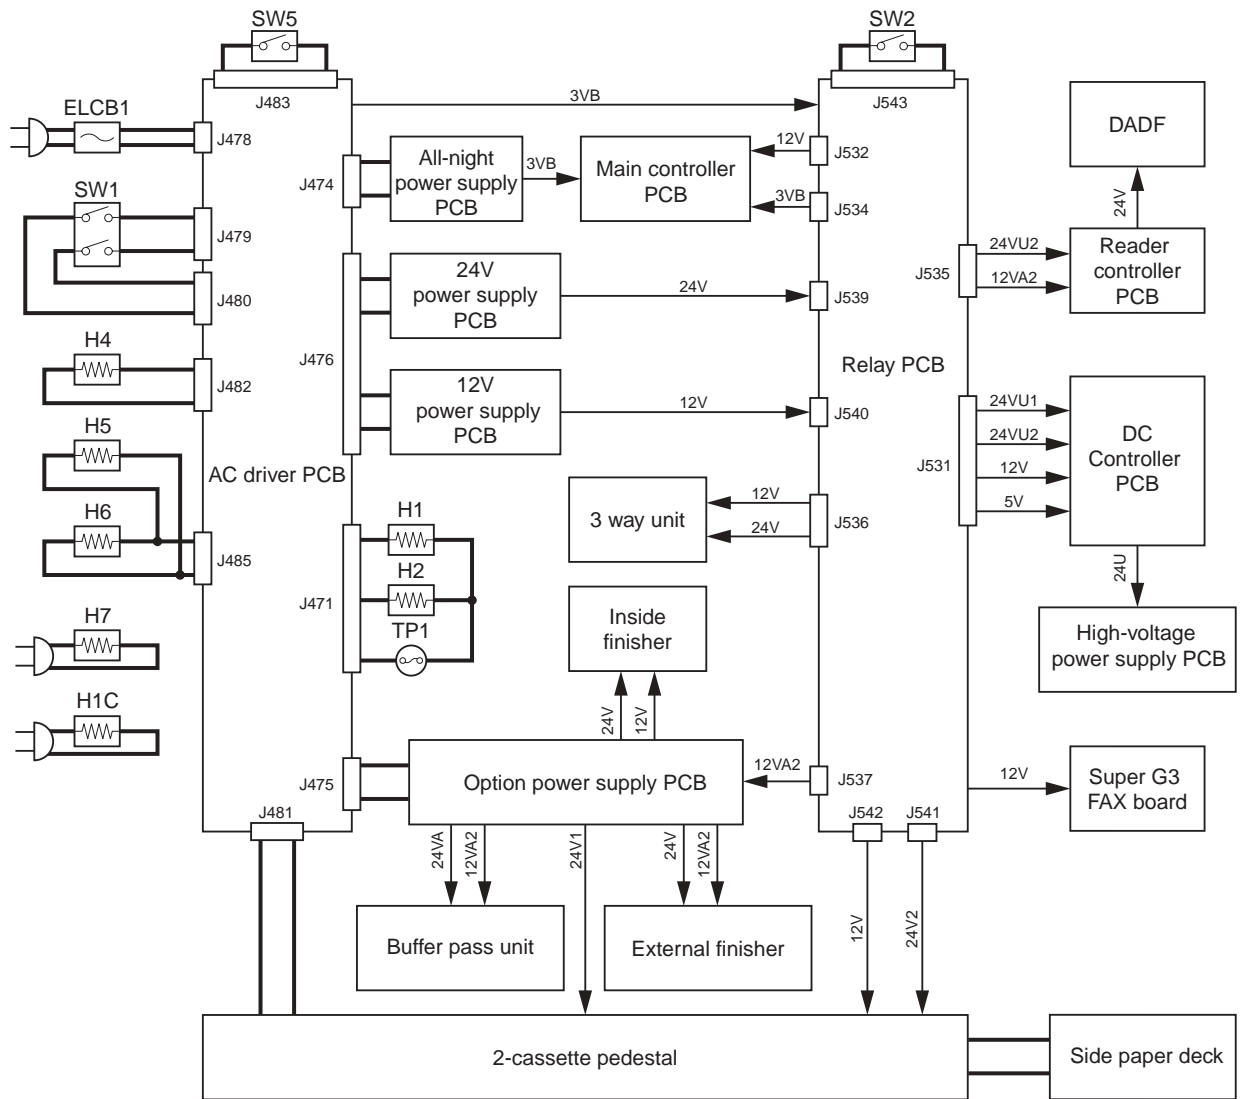 SW5
SW2
J483
J543
3VB
ELCB1
J478
DADF
12V
J532
All-night
power supply
PCB
3VB
Main controller
PCB
J474
SW1
3VB
J534
24V
J479
24VU2
Reader
controller
PCB
J535
12VA2
24V
power supply
PCB
24V
J539
J480
H4
J476
Relay PCB
J482
12V
power supply
PCB
12V
J540
24VU1
24VU2
12V
5V
DC
Controller
PCB
J531
H5
AC driver PCB
H6
J485
3 way unit
12V
24V
J536
H1
H2
TP1
J471
24U
Inside
finisher
High-voltage
power supply PCB
H7
H1C
24V
12V
J475
Option power supply PCB
12VA2
J537
12V
Super G3
FAX board
J481
J542
J541
24VA
12VA2
24V1
24V
12VA2
12V
24V2
Buffer pass unit
External finisher
2-cassette pedestal
Side paper deck